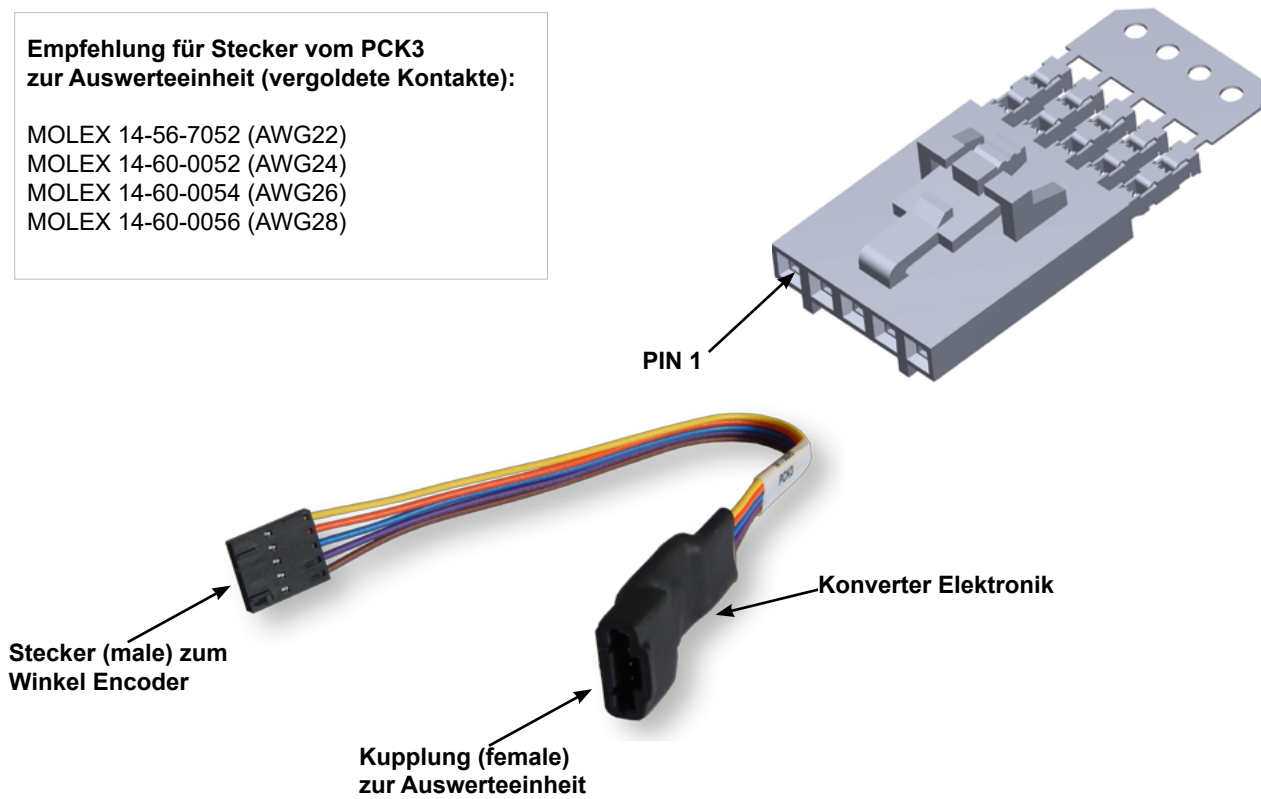 Empfehlung für Stecker vom PCK3
zur Auswerteeinheit (vergoldete Kontakte):
MOLEX 14-56-7052 (AWG22)
MOLEX 14-60-0052 (AWG24)
MOLEX 14-60-0054 (AWG26)
MOLEX 14-60-0056 (AWG28)
PIN 1
PCK3
Konverter Elektronik
Stecker (male) zum
Winkel Encoder
Kupplung (female)
zur Auswerteeinheit